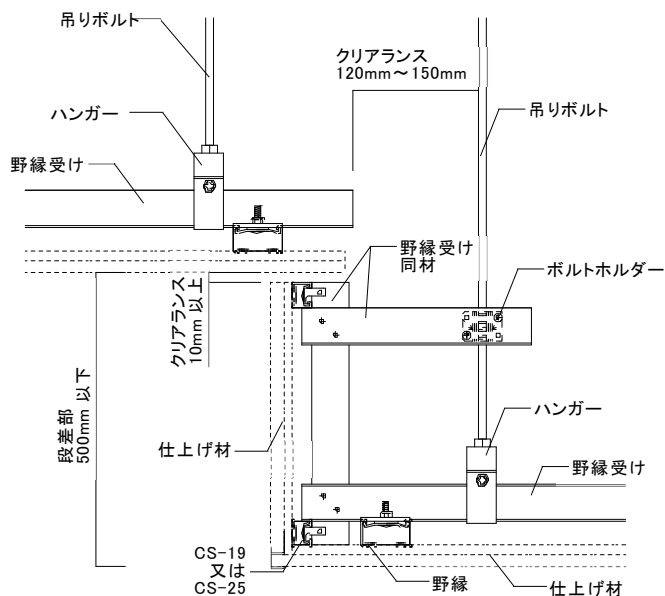 吊りボルト
クリアランス
120mm～150mm
ハンガー
吊りボルト
野縁受け
野縁受け
同材
ボルトホルダー
クリアランス
10mm 以上
段差部
500mm 以下
仕上げ材
ハンガー
野縁受け
CS-19
又は
CS-25
野縁
仕上げ材